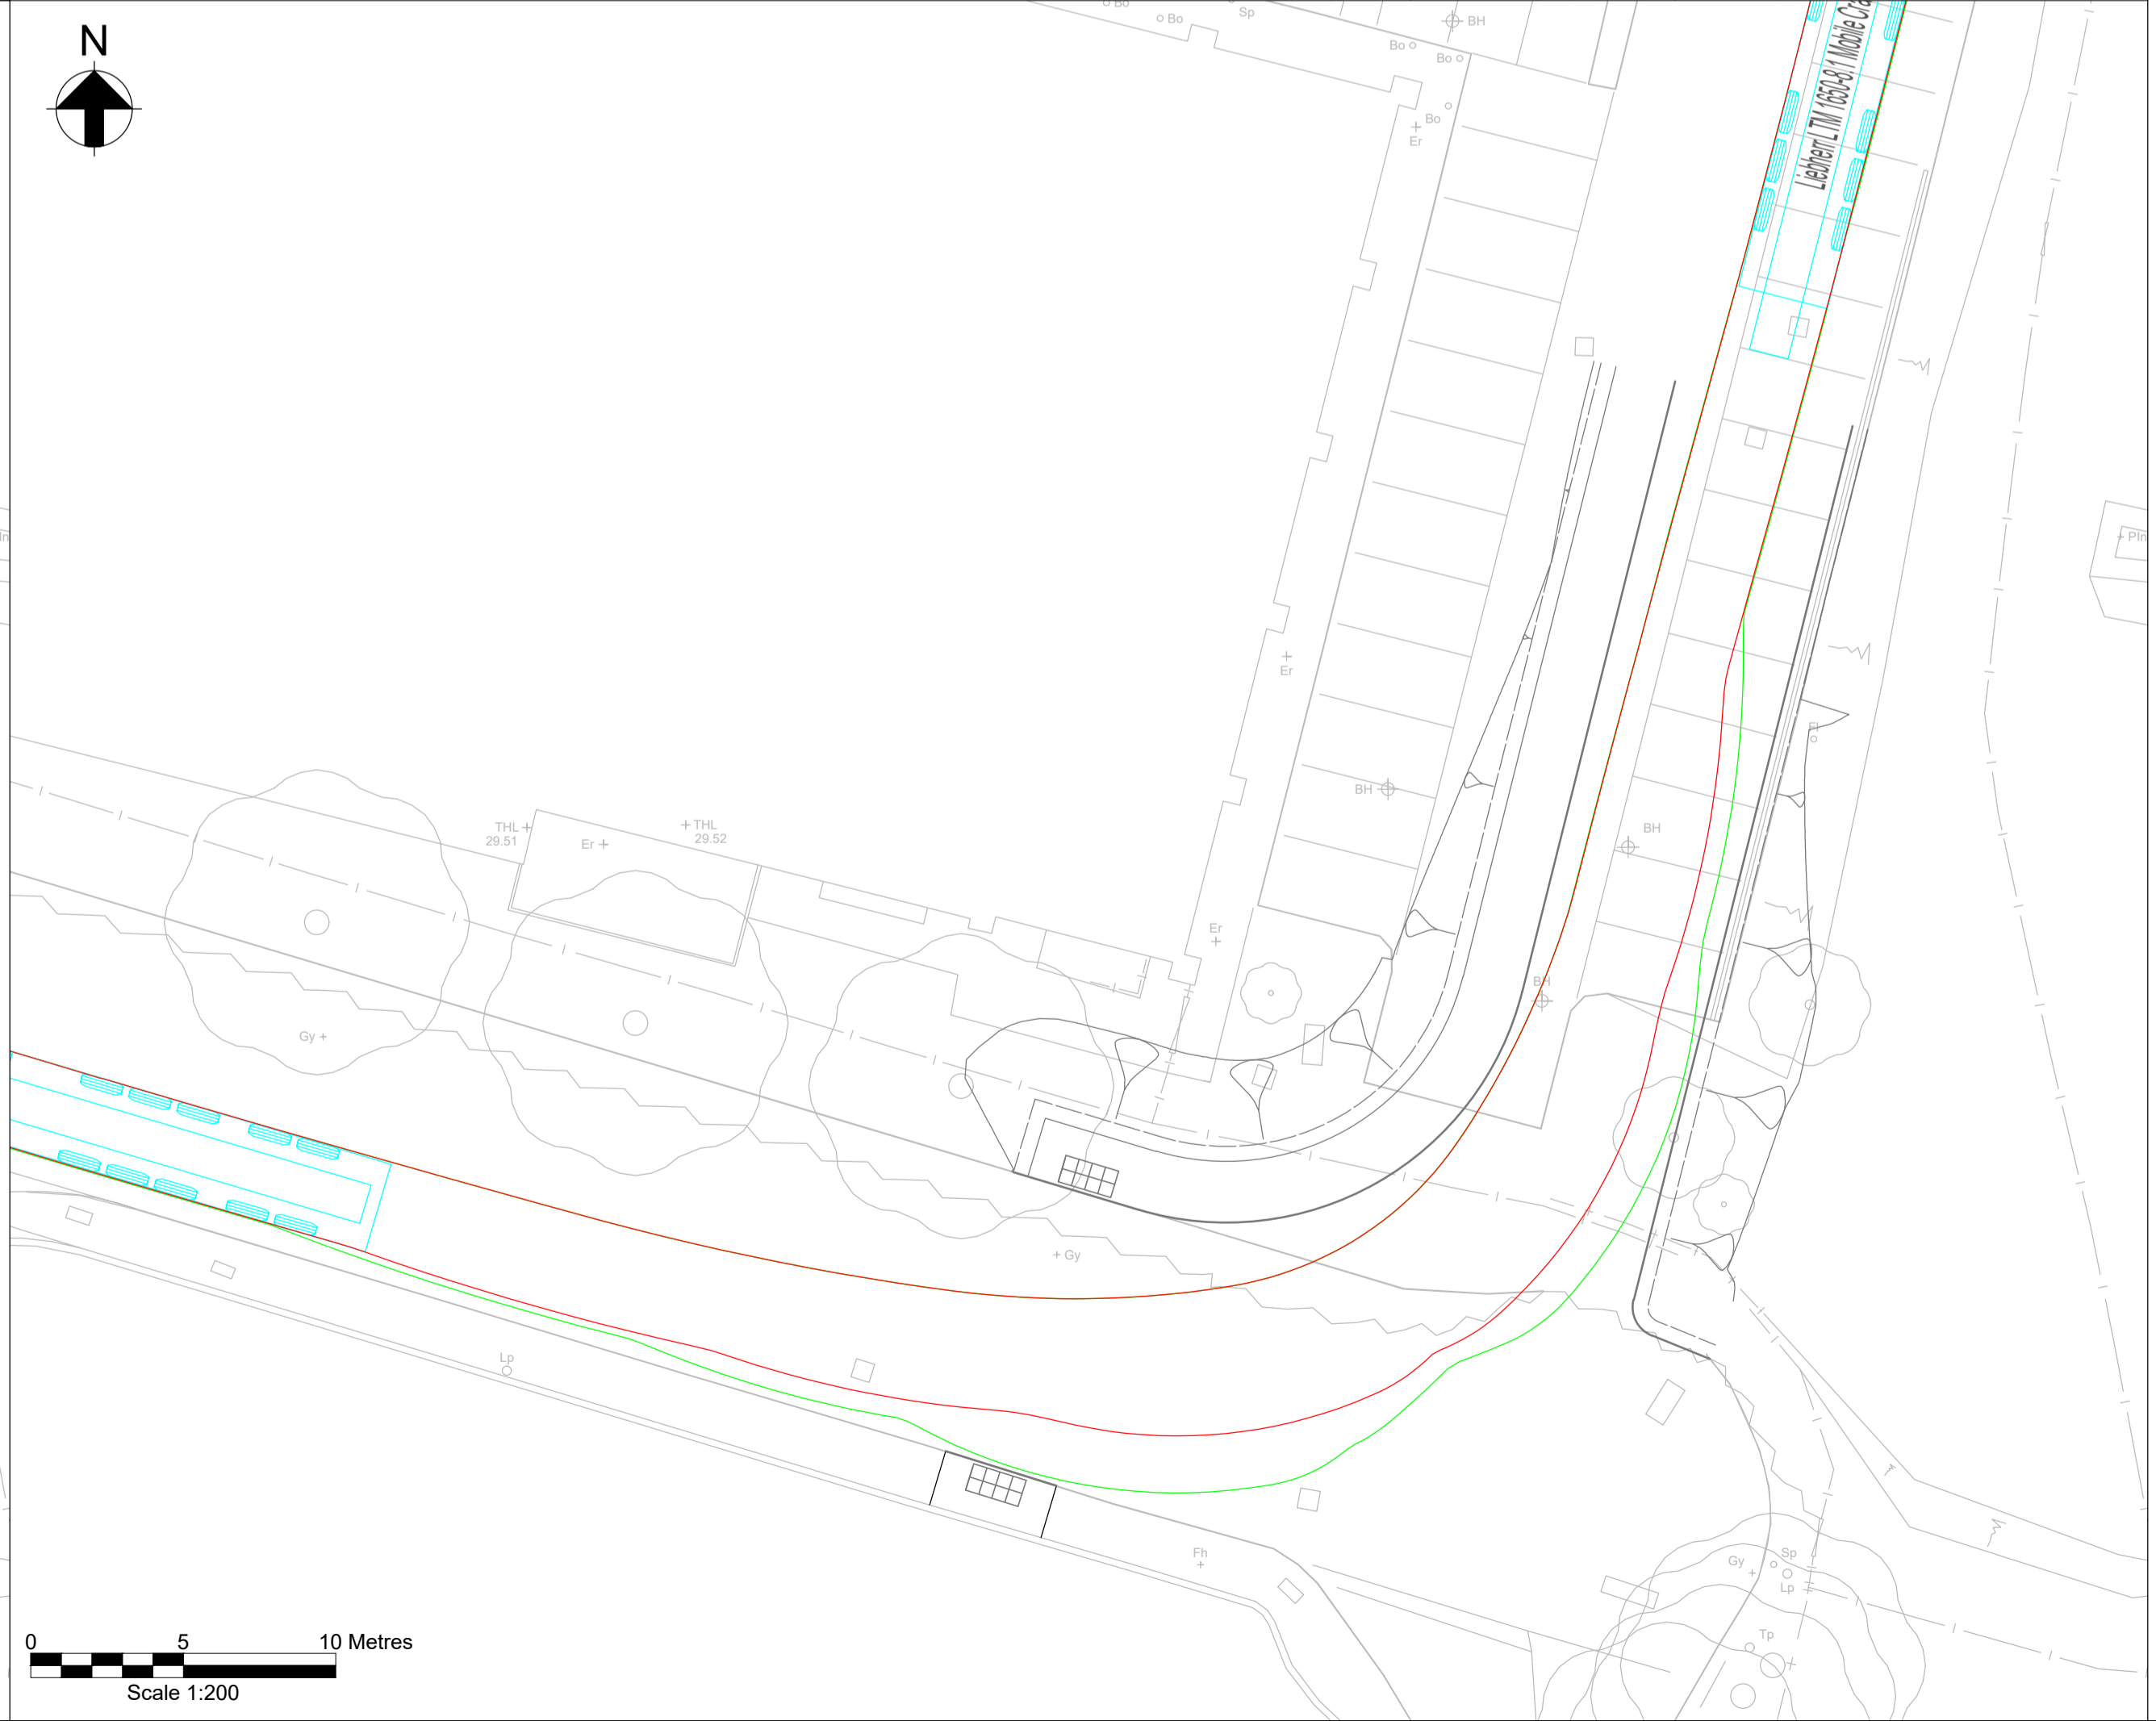 Bo
Bo
Sp
BH
N
Bo
Bo
Bo
Er
Liebherr LTM 1650-8.1 Mobile Cra
Pln
Er
Fl
BH
THL
29.51
THL
29.52
Er
BH
Er
BH
Gy
Gy
Lp
Fh
Gy
Sp
Lp
Tp
0 5 10 Metres
Scale 1:200